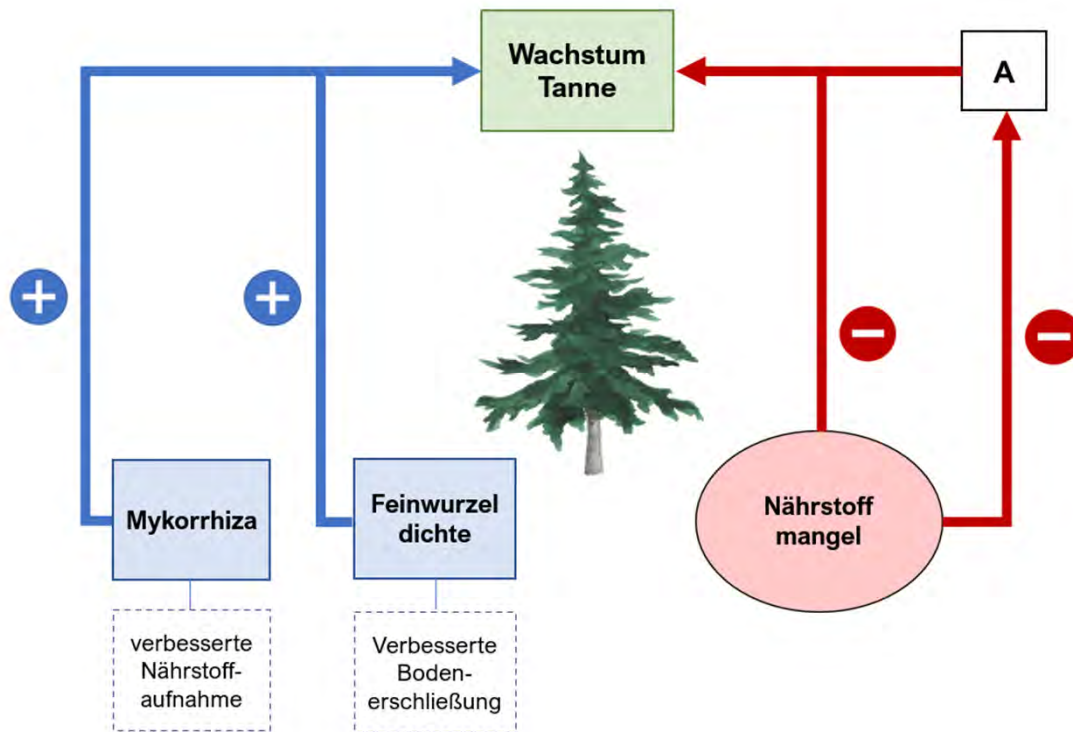 Wachstum
Tanne
A
+
+
−
−
Mykorrhiza
Feinwurzel
dichte
Nährstoff
mangel
verbesserte
Nährstoff-
aufnahme
Verbesserte
Boden-
erschließung